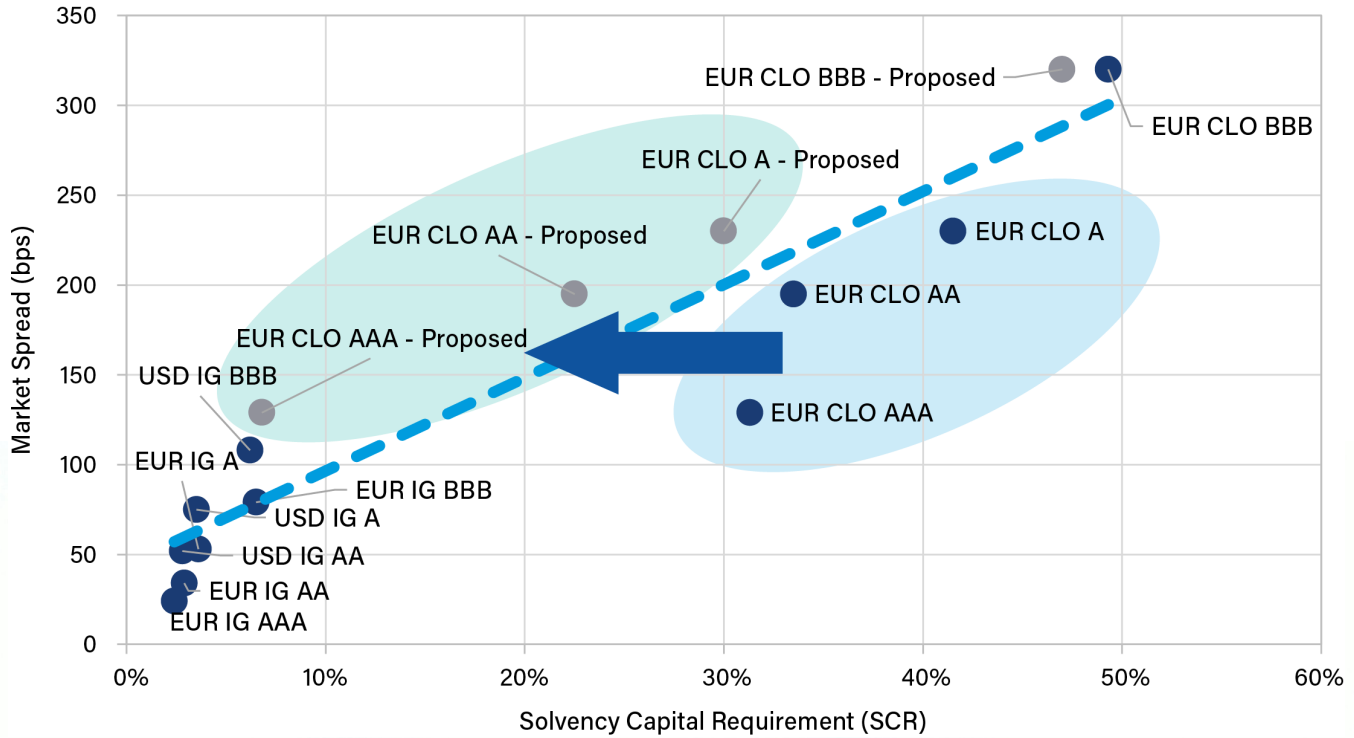 350
300
250
200
150
100
50
0
Market Spread (bps)
EUR CLO BBB - Proposed
EUR CLO BBB
EUR CLO A - Proposed
EUR CLO A
EUR CLO AA - Proposed
EUR CLO AA
EUR CLO AAA - Proposed
USD IG BBB
EUR CLO AAA
EUR IG A
EUR IG BBB
USD IG A
USD IG AA
EUR IG AA
EUR IG AAA
0%
10%
20%
30%
40%
50%
60%
Solvency Capital Requirement (SCR)